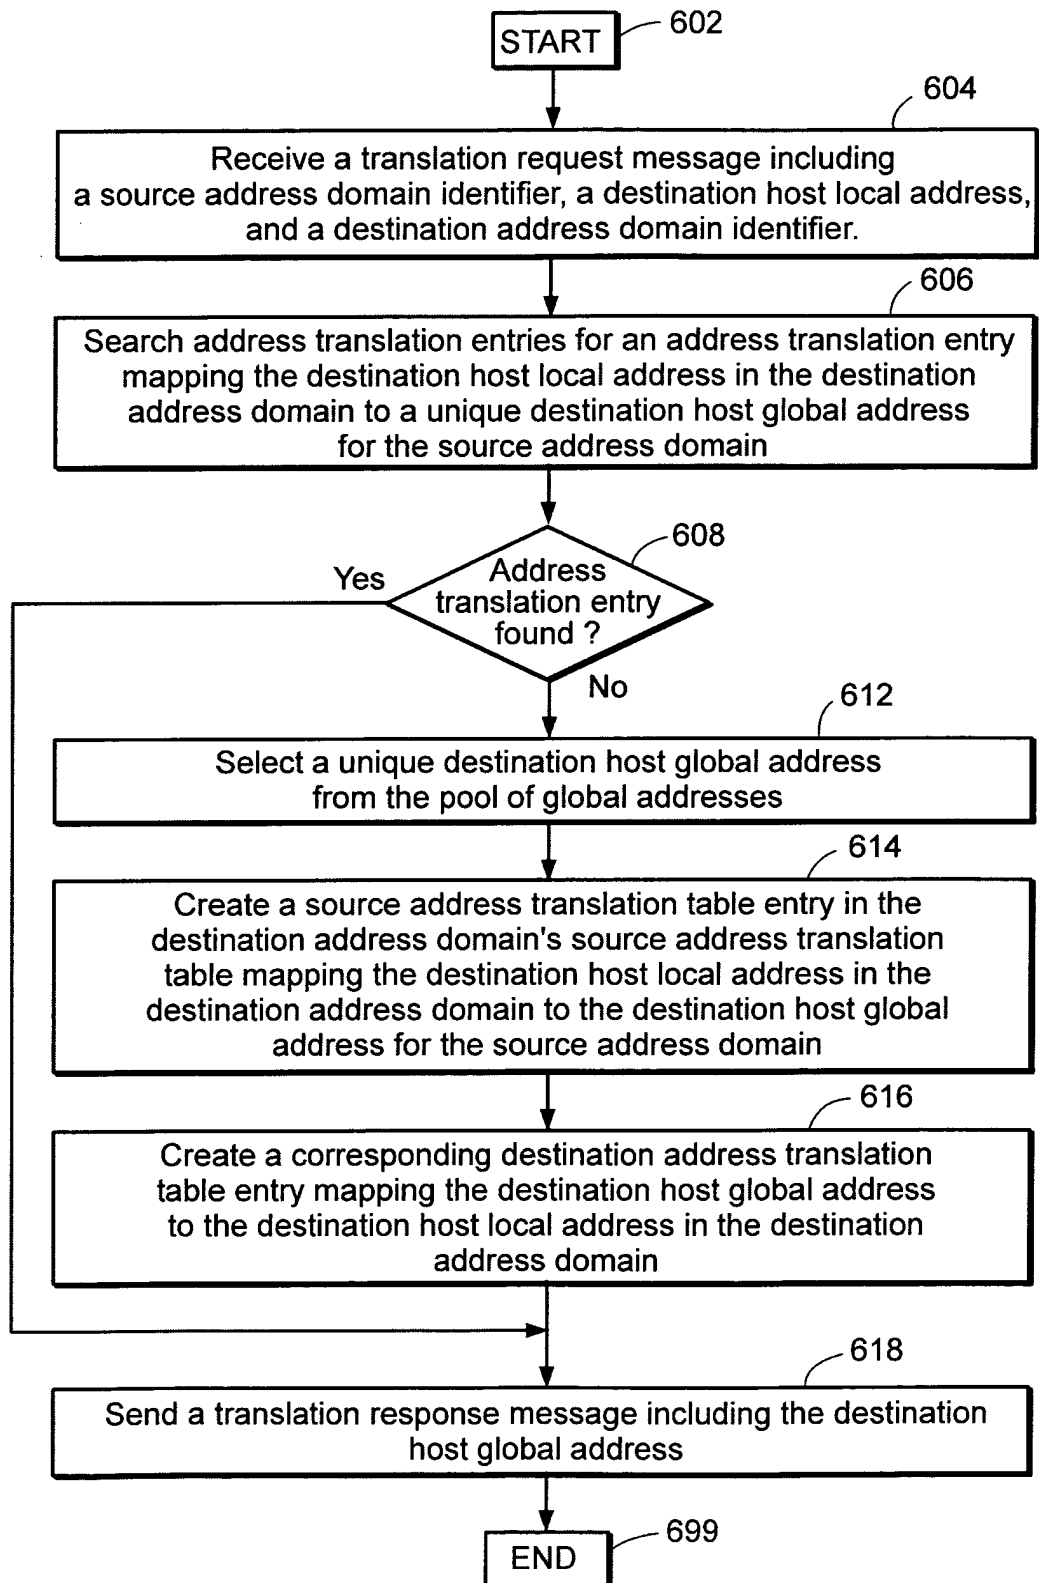 START
602
604
Receive a translation request message including
a source address domain identifier, a destination host local address,
and a destination address domain identifier.
606
Search address translation entries for an address translation entry
mapping the destination host local address in the destination
address domain to a unique destination host global address
for the source address domain
608
Yes
Address
translation entry
found ?
No
612
Select a unique destination host global address
from the pool of global addresses
614
Create a source address translation table entry in the
destination address domain's source address translation
table mapping the destination host local address in the
destination address domain to the destination host global
address for the source address domain
616
Create a corresponding destination address translation
table entry mapping the destination host global address
to the destination host local address in the destination
address domain
618
Send a translation response message including the destination
host global address
699
END